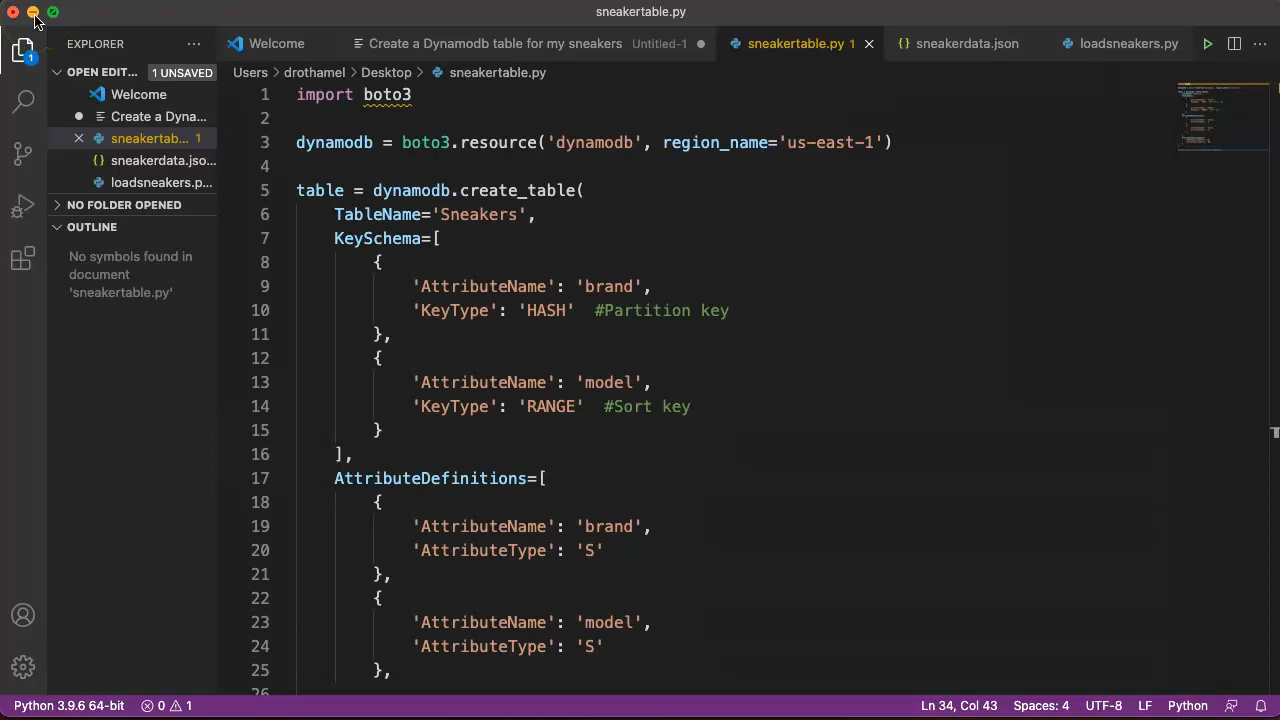 sneakertable.py
EXPLORER
Welcome
Create a Dynamodb table for my sneakers Untitled-1
sneakertable.py 1
sneakerdata.json
loadsneakers.py
1
OPEN EDIT... 1 UNSAVED
Users > drothamel > Desktop > sneakertable.py
Welcome
Create a Dyna...
sneakertab... 1
sneakerdata.jso...
loadsneakers.p...
NO FOLDER OPENED
OUTLINE
No symbols found in
document
'sneakertable.py'
1 import boto3
2
3 dynamodb = boto3.resource('dynamodb', region_name='us-east-1')
4
5 table = dynamodb.create_table(
6 TableName='Sneakers',
7 KeySchema=[
8 {
9 'AttributeName': 'brand',
10 'KeyType': 'HASH' #Partition key
11 },
12 {
13 'AttributeName': 'model',
14 'KeyType': 'RANGE' #Sort key
15 }
16 ],
17 AttributeDefinitions=[
18 {
19 'AttributeName': 'brand',
20 'AttributeType': 'S'
21 },
22 {
23 'AttributeName': 'model',
24 'AttributeType': 'S'
25 },
26
Python 3.9.6 64-bit 0 1 Ln 34, Col 43 Spaces: 4 UTF-8 LF Python